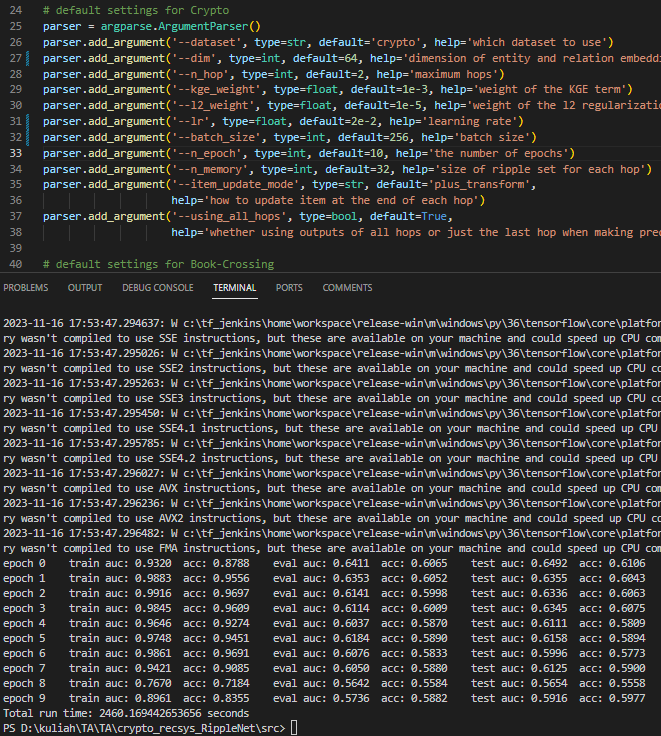 24 # default settings for Crypto
25 parser = argparse.ArgumentParser()
26 parser.add_argument('--dataset', type=str, default='crypto', help='which dataset to use')
27 parser.add_argument('--dim', type=int, default=64, help='dimension of entity and relation embeddi
28 parser.add_argument('--n_hop', type=int, default=2, help='maximum hops')
29 parser.add_argument('--kge_weight', type=float, default=1e-3, help='weight of the KGE term')
30 parser.add_argument('--l2_weight', type=float, default=1e-5, help='weight of the l2 regularizatio
31 parser.add_argument('--lr', type=float, default=2e-2, help='learning rate')
32 parser.add_argument('--batch_size', type=int, default=256, help='batch size')
33 parser.add_argument('--n_epoch', type=int, default=10, help='the number of epochs')
34 parser.add_argument('--n_memory', type=int, default=32, help='size of ripple set for each hop')
35 parser.add_argument('--item_update_mode', type=str, default='plus_transform',
36 help='how to update item at the end of each hop')
37 parser.add_argument('--using_all_hops', type=bool, default=True,
38 help='whether using outputs of all hops or just the last hop when making pred
39
40 # default settings for Book-Crossing
PROBLEMS OUTPUT DEBUG CONSOLE TERMINAL PORTS COMMENTS
2023-11-16 17:53:47.294637: W c:\tf_jenkins\home\workspace\release-win\m\windows\py\36\tensorflow\core\platfor
ry wasn't compiled to use SSE instructions, but these are available on your machine and could speed up CPU com
2023-11-16 17:53:47.295026: W c:\tf_jenkins\home\workspace\release-win\m\windows\py\36\tensorflow\core\platfor
ry wasn't compiled to use SSE2 instructions, but these are available on your machine and could speed up CPU co
2023-11-16 17:53:47.295263: W c:\tf_jenkins\home\workspace\release-win\m\windows\py\36\tensorflow\core\platfor
ry wasn't compiled to use SSE3 instructions, but these are available on your machine and could speed up CPU co
2023-11-16 17:53:47.295450: W c:\tf_jenkins\home\workspace\release-win\m\windows\py\36\tensorflow\core\platfor
ry wasn't compiled to use SSE4.1 instructions, but these are available on your machine and could speed up CPU
2023-11-16 17:53:47.295785: W c:\tf_jenkins\home\workspace\release-win\m\windows\py\36\tensorflow\core\platfor
ry wasn't compiled to use SSE4.2 instructions, but these are available on your machine and could speed up CPU
2023-11-16 17:53:47.296027: W c:\tf_jenkins\home\workspace\release-win\m\windows\py\36\tensorflow\core\platfor
ry wasn't compiled to use AVX instructions, but these are available on your machine and could speed up CPU com
2023-11-16 17:53:47.296236: W c:\tf_jenkins\home\workspace\release-win\m\windows\py\36\tensorflow\core\platfor
ry wasn't compiled to use AVX2 instructions, but these are available on your machine and could speed up CPU co
2023-11-16 17:53:47.296482: W c:\tf_jenkins\home\workspace\release-win\m\windows\py\36\tensorflow\core\platfor
ry wasn't compiled to use FMA instructions, but these are available on your machine and could speed up CPU com
epoch 0 train auc: 0.9320 acc: 0.8788 eval auc: 0.6411 acc: 0.6065 test auc: 0.6492 acc: 0.6106
epoch 1 train auc: 0.9883 acc: 0.9556 eval auc: 0.6353 acc: 0.6052 test auc: 0.6355 acc: 0.6043
epoch 2 train auc: 0.9916 acc: 0.9697 eval auc: 0.6141 acc: 0.5998 test auc: 0.6336 acc: 0.6063
epoch 3 train auc: 0.9845 acc: 0.9609 eval auc: 0.6114 acc: 0.6009 test auc: 0.6345 acc: 0.6075
epoch 4 train auc: 0.9646 acc: 0.9274 eval auc: 0.6037 acc: 0.5870 test auc: 0.6111 acc: 0.5809
epoch 5 train auc: 0.9748 acc: 0.9451 eval auc: 0.6184 acc: 0.5890 test auc: 0.6158 acc: 0.5894
epoch 6 train auc: 0.9861 acc: 0.9691 eval auc: 0.6076 acc: 0.5833 test auc: 0.5996 acc: 0.5773
epoch 7 train auc: 0.9421 acc: 0.9085 eval auc: 0.6050 acc: 0.5880 test auc: 0.6125 acc: 0.5900
epoch 8 train auc: 0.7670 acc: 0.7184 eval auc: 0.5642 acc: 0.5584 test auc: 0.5654 acc: 0.5558
epoch 9 train auc: 0.8961 acc: 0.8355 eval auc: 0.5736 acc: 0.5882 test auc: 0.5916 acc: 0.5977
Total run time: 2460.169442653656 seconds
PS D:\kuliah\TA\TA\crypto_recsys_RippleNet\src>